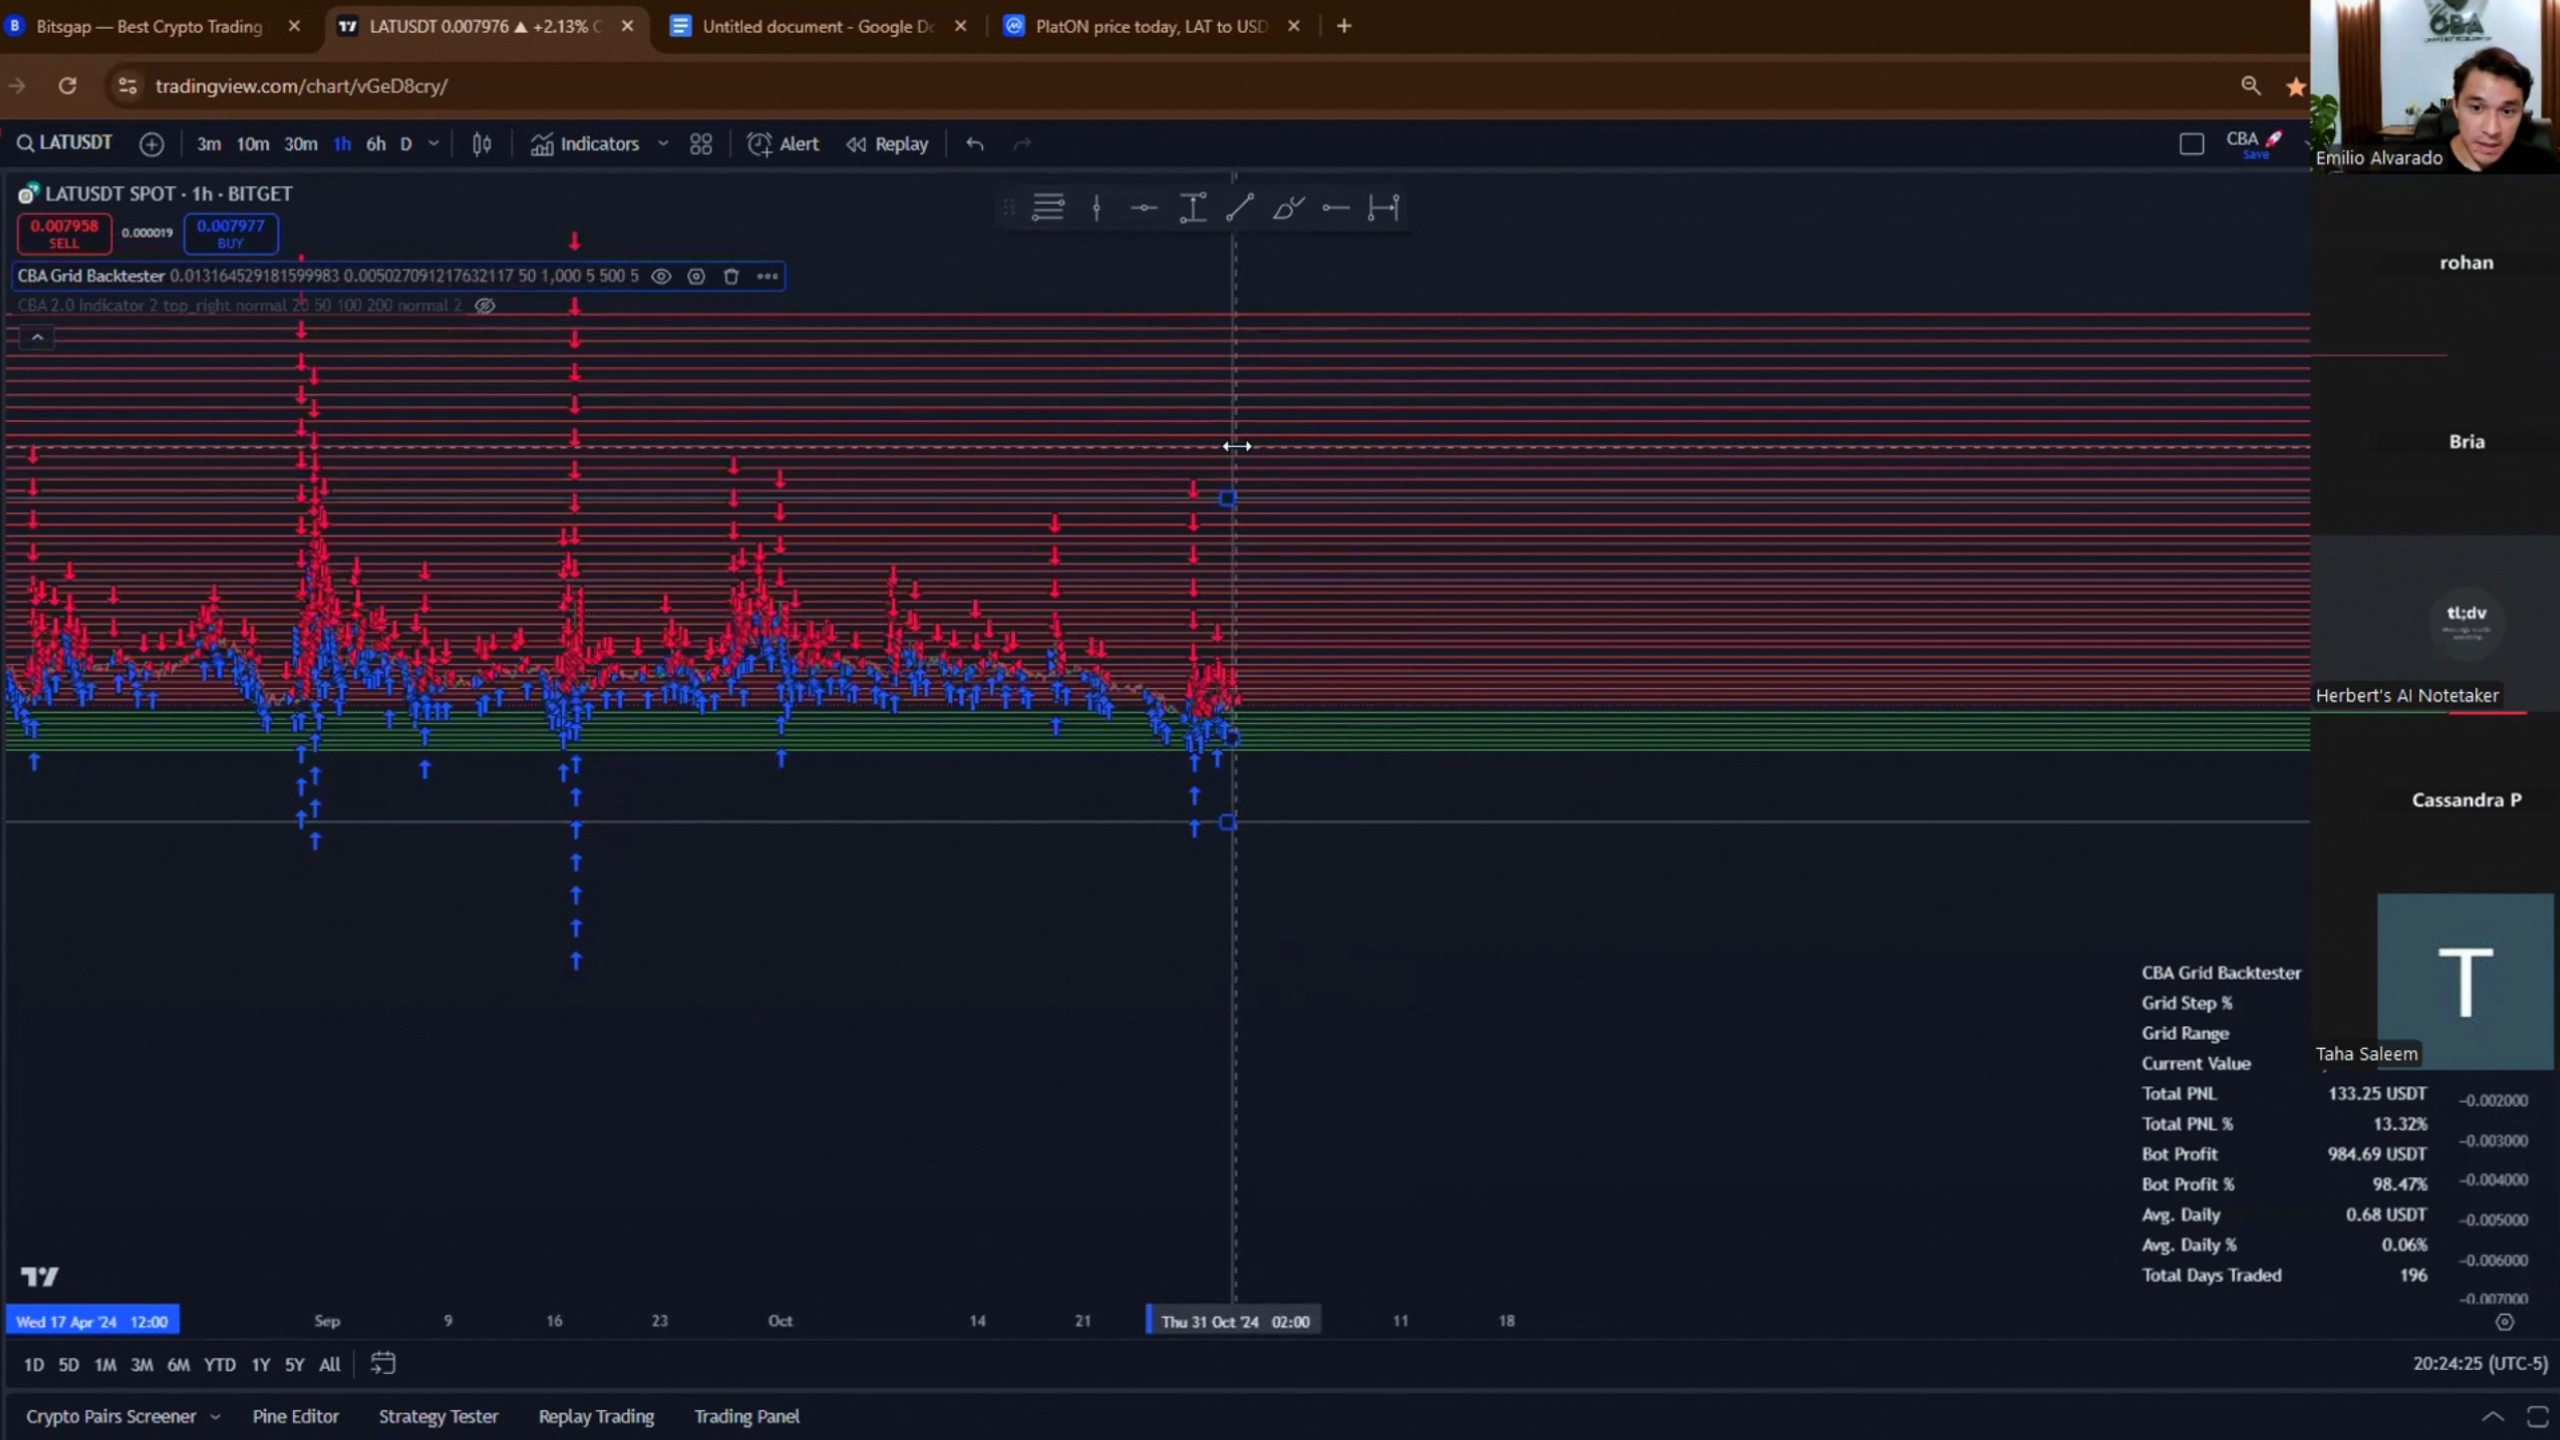 Bitsgap — Best Crypto Trading
LATUSDT 0.007976 ▲ +2.13% C
Untitled document - Google Do
PlatON price today, LAT to USD
tradingview.com/chart/vGeD8cry/
LATUSDT
3m 10m 30m 1h 6h D
Indicators
Alert
Replay
CBA 🚀
Save
LATUSDT SPOT · 1h · BITGET
0.007958
SELL
0.000019
0.007977
BUY
CBA Grid Backtester 0.013164529181599983 0.005027091217632117 50 1,000 5 500 5
CBA 2.0 Indicator 2 top_right normal 20 50 100 200 normal 2
CBA
Emilio Alvarado
rohan
Bria
tl;dv
Herbert's AI Notetaker
Cassandra P
T
Taha Saleem
CBA Grid Backtester
Grid Step %
Grid Range
Current Value
Total PNL 133.25 USDT
Total PNL % 13.32%
Bot Profit 984.69 USDT
Bot Profit % 98.47%
Avg. Daily 0.68 USDT
Avg. Daily % 0.06%
Total Days Traded 196
−0.002000
−0.003000
−0.004000
−0.005000
−0.006000
−0.007000
Wed 17 Apr '24 12:00
Sep 9 16 23 Oct 14 21
Thu 31 Oct '24 02:00
11 18
1D 5D 1M 3M 6M YTD 1Y 5Y All
20:24:25 (UTC-5)
Crypto Pairs Screener
Pine Editor
Strategy Tester
Replay Trading
Trading Panel